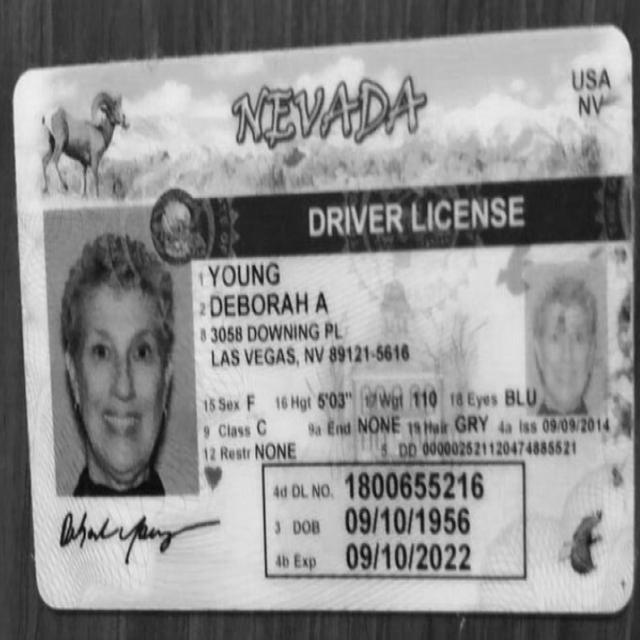 NEVADA
USA
NV
DRIVER LICENSE
1 YOUNG
2 DEBORAH A
8 3058 DOWNING PL
LAS VEGAS, NV 89121-5616
15 Sex F 16 Hgt 5'03" 17 Wgt 110 18 Eyes BLU
9 Class C 9a End NONE 19 Hair GRY 4a Iss 09/09/2014
12 Restr NONE 5 DD 000002521120474885521
4d DL NO. 1800655216
3 DOB 09/10/1956
4b Exp 09/10/2022